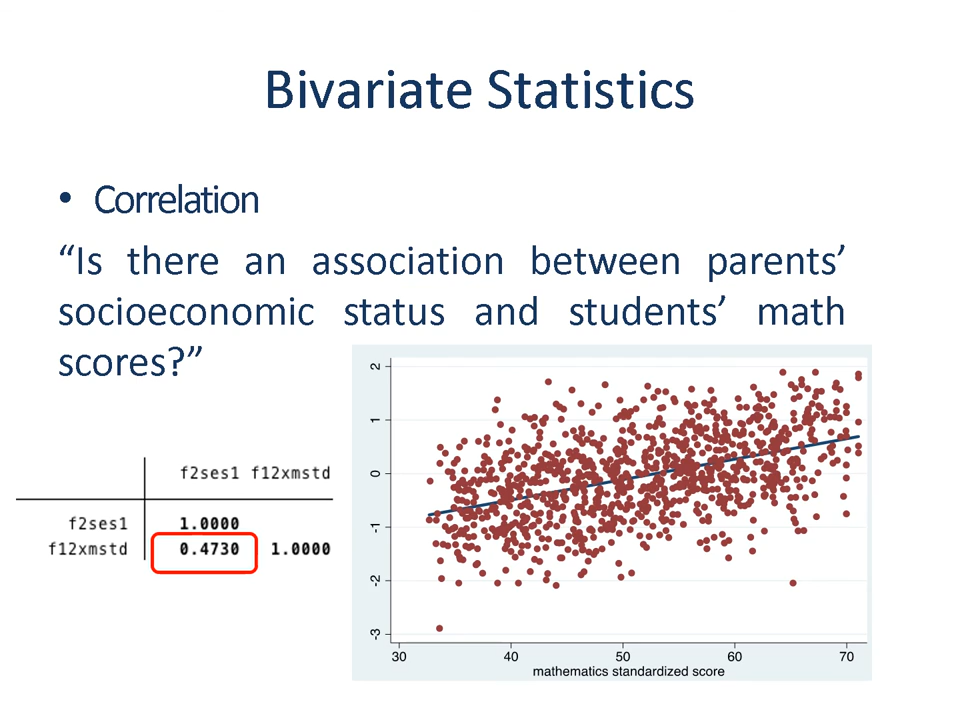 Bivariate Statistics
• Correlation
“Is there an association between parents’
socioeconomic status and students’ math
scores?”
f2ses1 f12xmstd
f2ses1 1.0000
f12xmstd 0.4730 1.0000
2
1
0
-1
-2
-3
30 40 50 60 70
mathematics standardized score